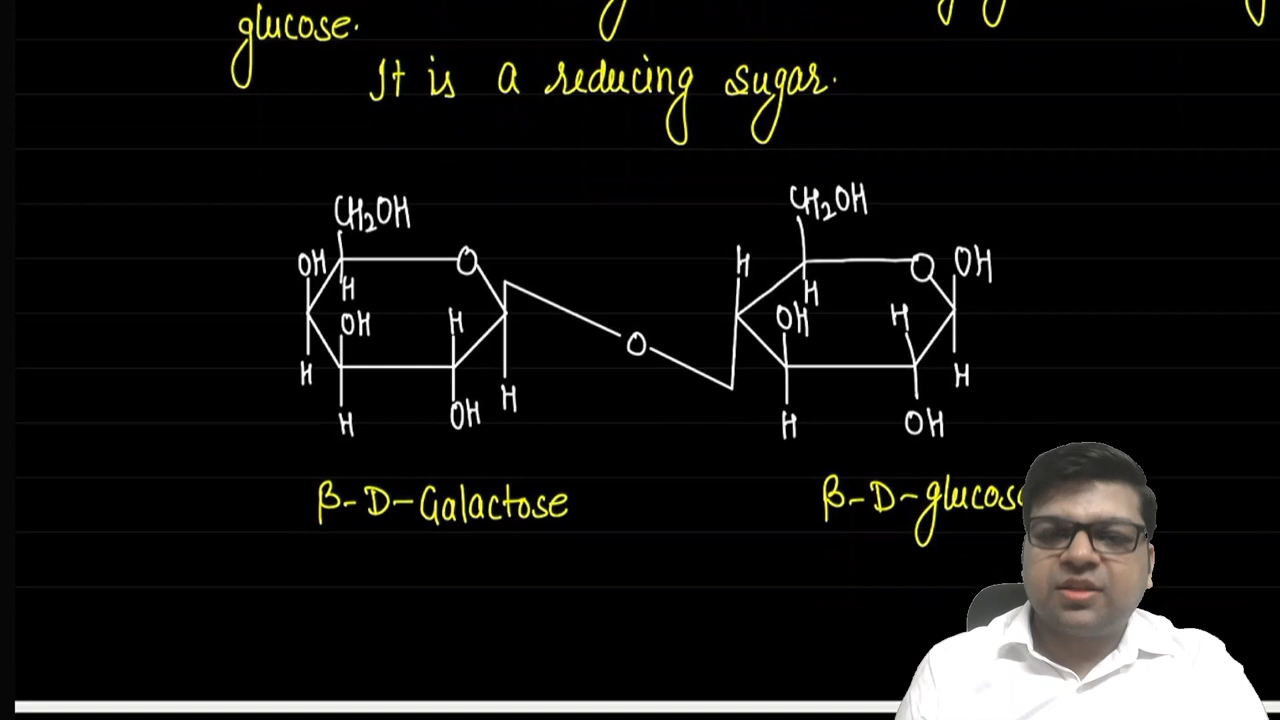 glucose.
It is a reducing sugar.
CH₂OH
CH₂OH
OH O H O OH
H H
OH H OH H
O
H H H
H OH H OH
β-D-Galactose β-D-glucose